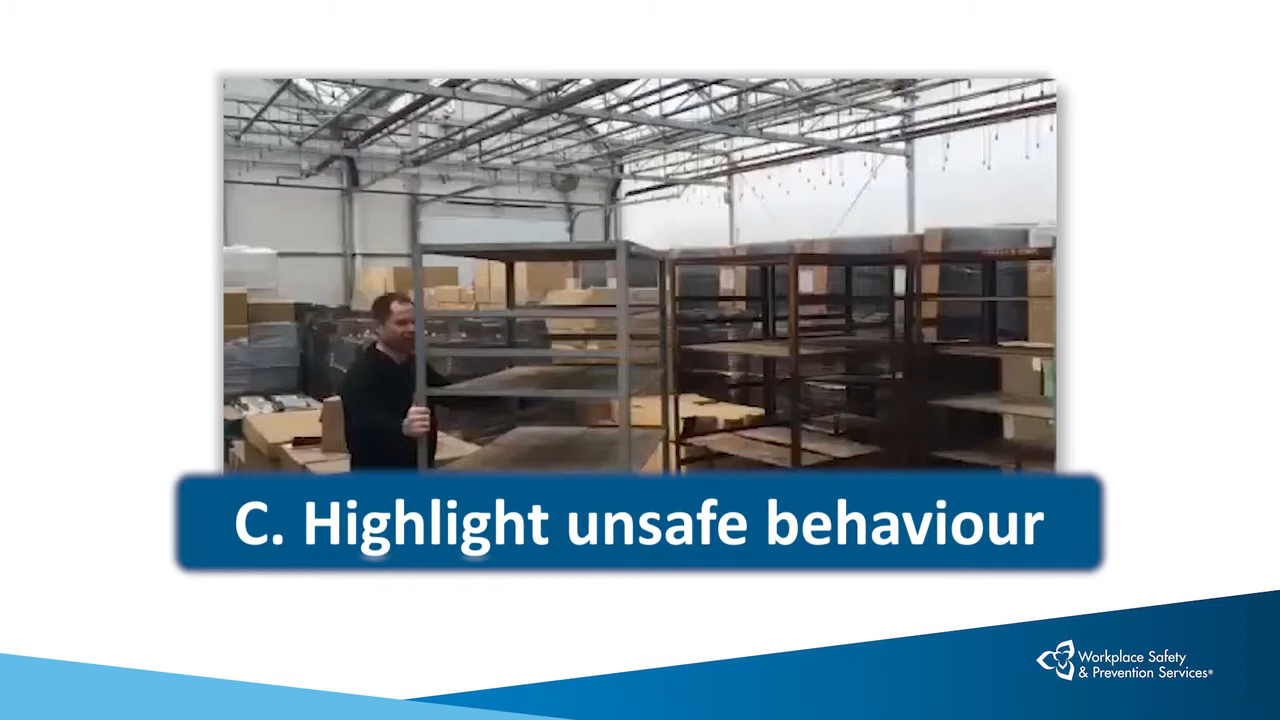 C. Highlight unsafe behaviour
Workplace Safety
& Prevention Services®